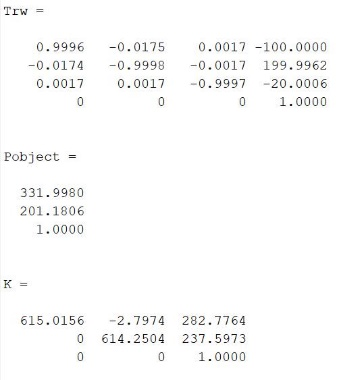 Trw =
0.9996 -0.0175 0.0017 -100.0000
-0.0174 -0.9998 -0.0017 199.9962
0.0017 0.0017 -0.9997 -20.0006
0 0 0 1.0000
Pobject =
331.9980
201.1806
1.0000
K =
615.0156 -2.7974 282.7764
0 614.2504 237.5973
0 0 1.0000